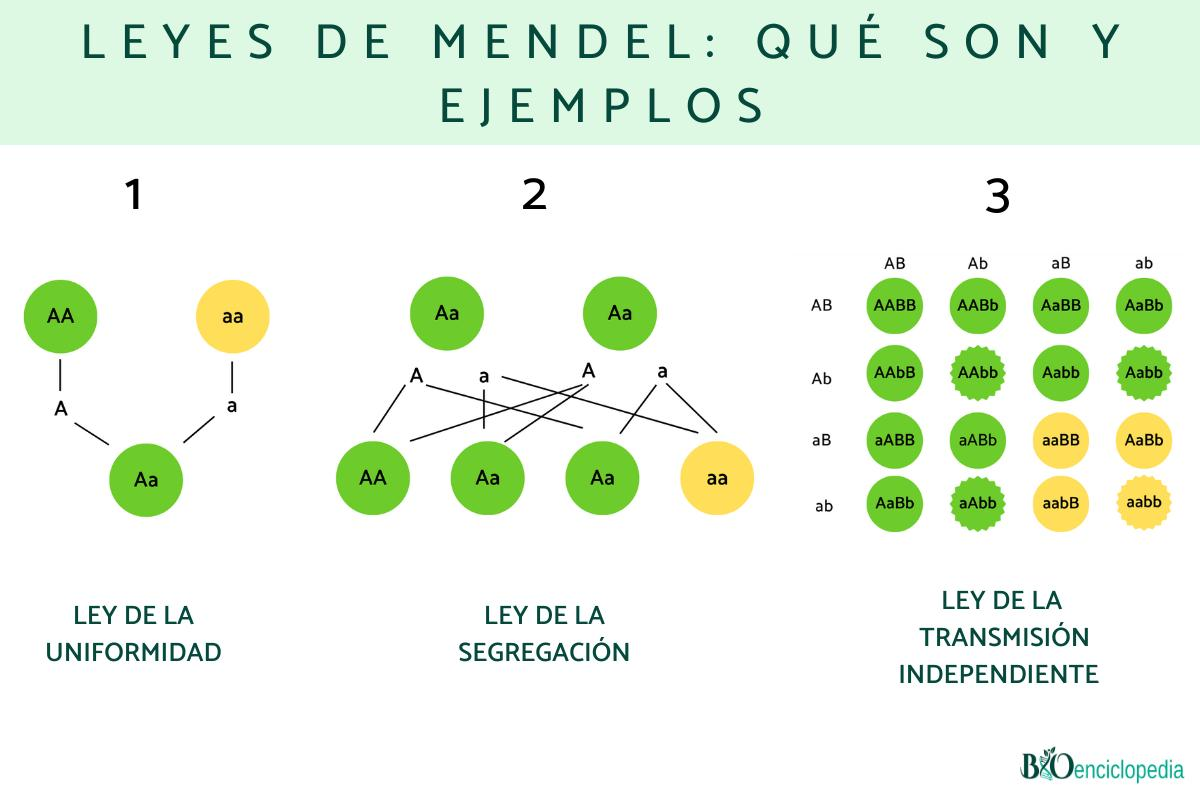 LEYES DE MENDEL: QUÉ SON Y
EJEMPLOS
1
AA
aa
A
a
Aa
LEY DE LA
UNIFORMIDAD
2
Aa Aa
A a A a
AA Aa Aa aa
LEY DE LA
SEGREGACIÓN
3
AB Ab aB ab
AB AABB AABb AaBB AaBb
Ab AAbB AAbb Aabb Aabb
aB aABB aABb aaBB AaBb
ab AaBb aAbb aabB aabb
LEY DE LA
TRANSMISIÓN
INDEPENDIENTE
BIOenciclopedia